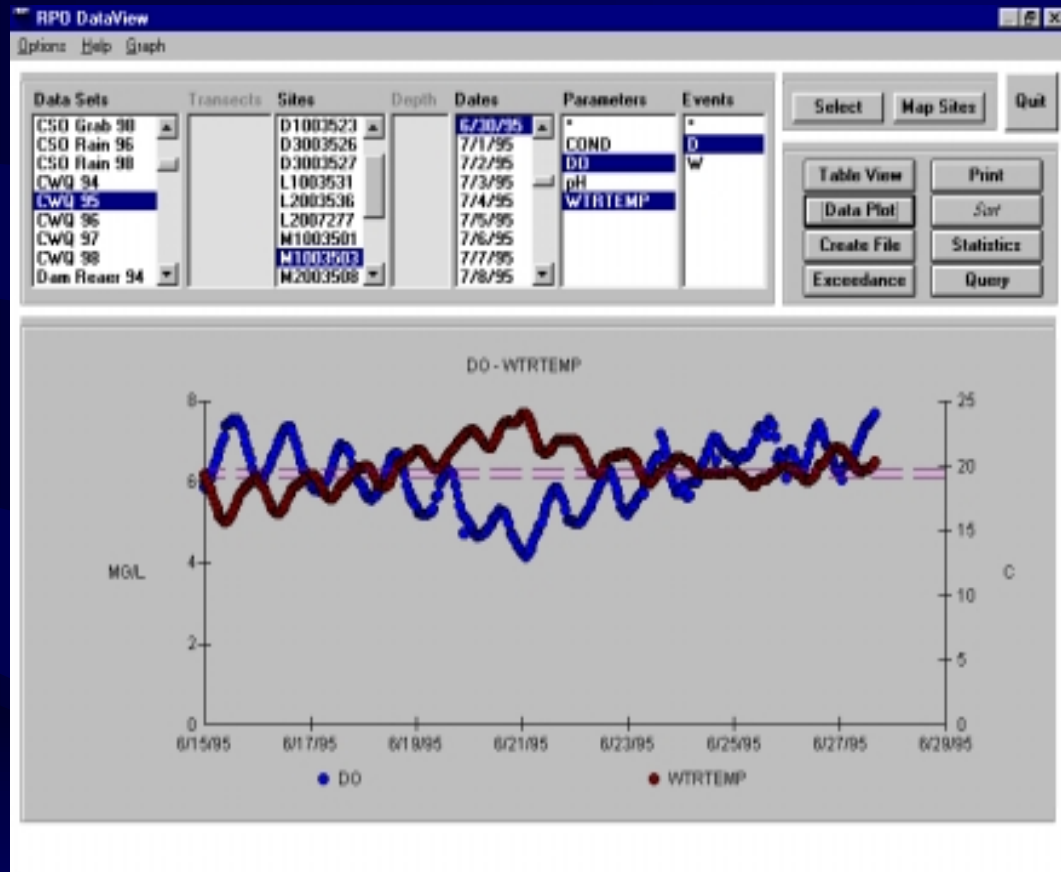 RPO DataView
Options Help Graph
Data Sets Transects Sites Depth Dates Parameters Events
CSO Grab 98
CSO Rain 96
CSO Rain 98
CWQ 94
CWQ 95
CWQ 96
CWQ 97
CWQ 98
Dam Reaer 94
D1003523
D3003526
D3003527
L1003531
L2003536
L2007277
M1003501
M1003503
M2003508
6/30/95
7/1/95
7/2/95
7/3/95
7/4/95
7/5/95
7/6/95
7/7/95
7/8/95
*
COND
DO
pH
WTRTEMP
*
D
W
Select Map Sites Quit
Table View Print
Data Plot Sort
Create File Statistics
Exceedance Query
DO - WTRTEMP
8 25
20
6
15
MG/L 4 C
10
2
5
0 0
6/15/95 6/17/95 6/19/95 6/21/95 6/23/95 6/25/95 6/27/95 6/29/95
DO WTRTEMP